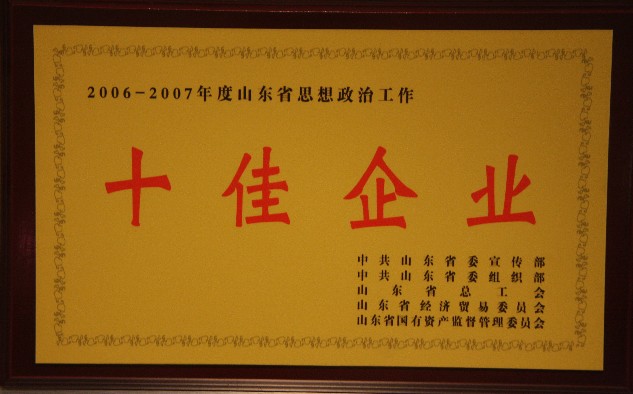 2006-2007年度山东省思想政治工作
十佳企业
中共山东省委宣传部
中共山东省委组织部
山东省总工会
山东省经济贸易委员会
山东省国有资产监督管理委员会